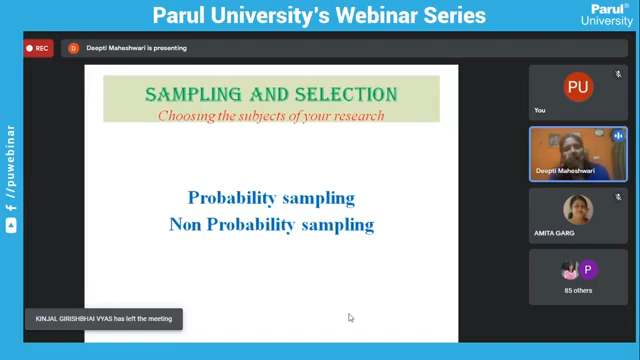 Parul University's Webinar Series
Parul®
University
REC
D
Deepti Maheshwari is presenting
SAMPLING AND SELECTION
Choosing the subjects of your research
Probability sampling
Non Probability sampling
PU
You
Deepti Maheshwari
AMITA GARG
P
85 others
KINJAL GIRISHBHAI VYAS has left the meeting
//puwebinar